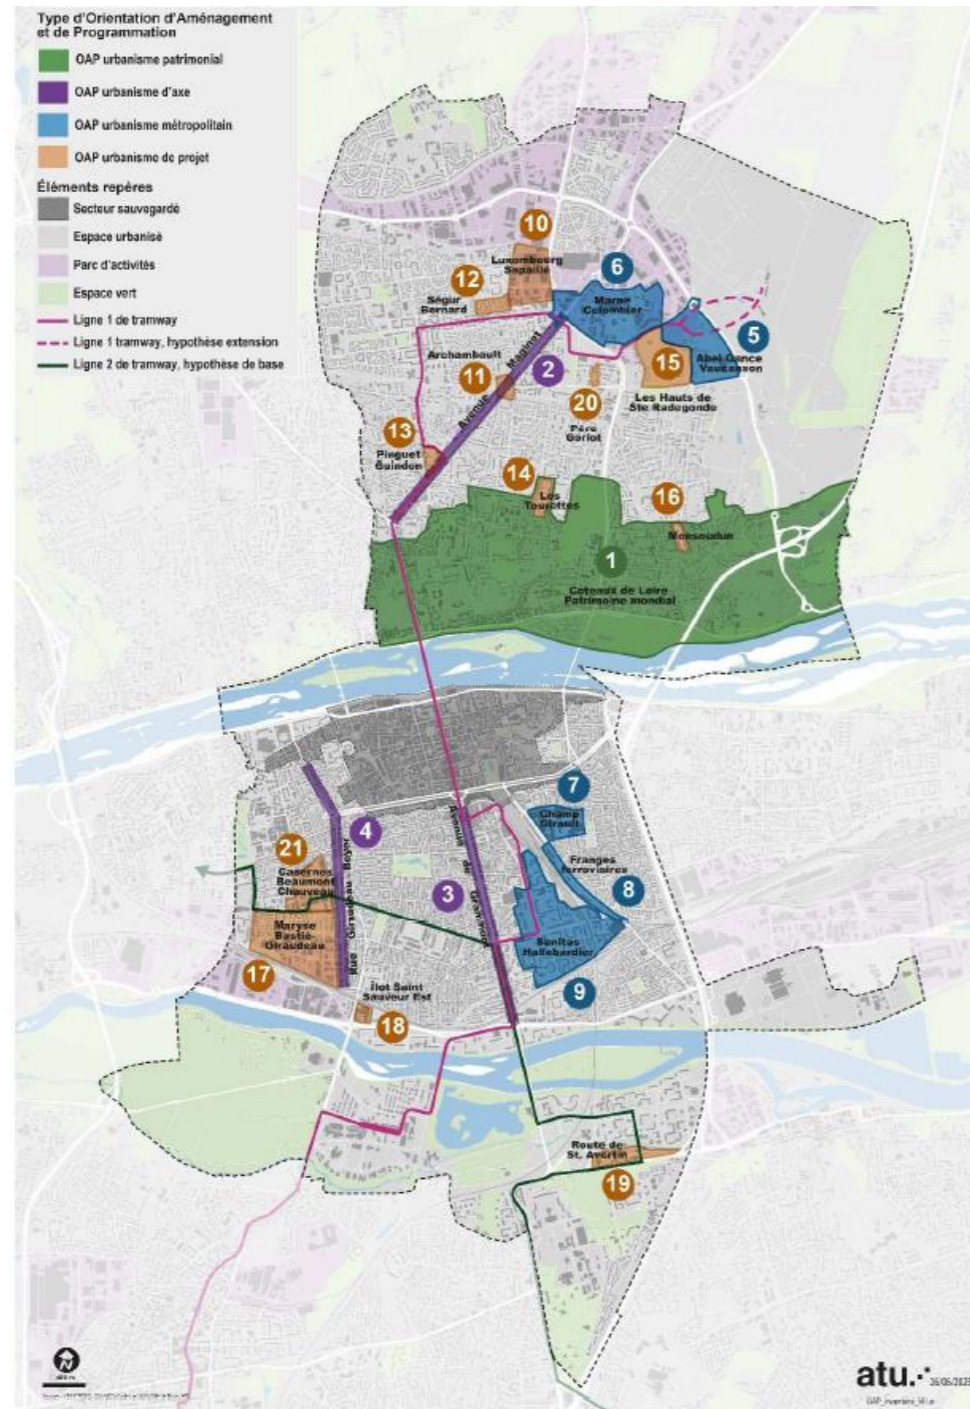 Type d'Orientation d'Aménagement
et de Programmation
OAP urbanisme patrimonial
OAP urbanisme d'axe
OAP urbanisme métropolitain
OAP urbanisme de projet
Éléments repères
Secteur sauvegardé
Espace urbanisé
Parc d'activités
Espace vert
Ligne 1 de tramway
Ligne 1 tramway, hypothèse extension
Ligne 2 de tramway, hypothèse de base
10
Luxembourg
Sapaillé
6
12
Ségur
Bernard
Marne
Colombier
5
Abel Gance
Vaucanson
Archambault
Avenue Maginot
11
2
15
20
Les Hauts de
Ste Radegonde
Père
Goriot
13
Pinguet
Guindon
14
Les
Tourettes
16
Monsoudun
1
Coteaux de Loire
Patrimoine mondial
7
Champ
Girault
4
Avenue de Grammont
21
Casernes
Beaumont
Chauveau
Rue Giraudeau Boyer
Franges
ferroviaires
3
8
Maryse
Bastié-
Giraudeau
Sanitas
Hallebardier
17
Îlot Saint
Sauveur Est
9
18
Route de
St. Avertin
19
N
atu.